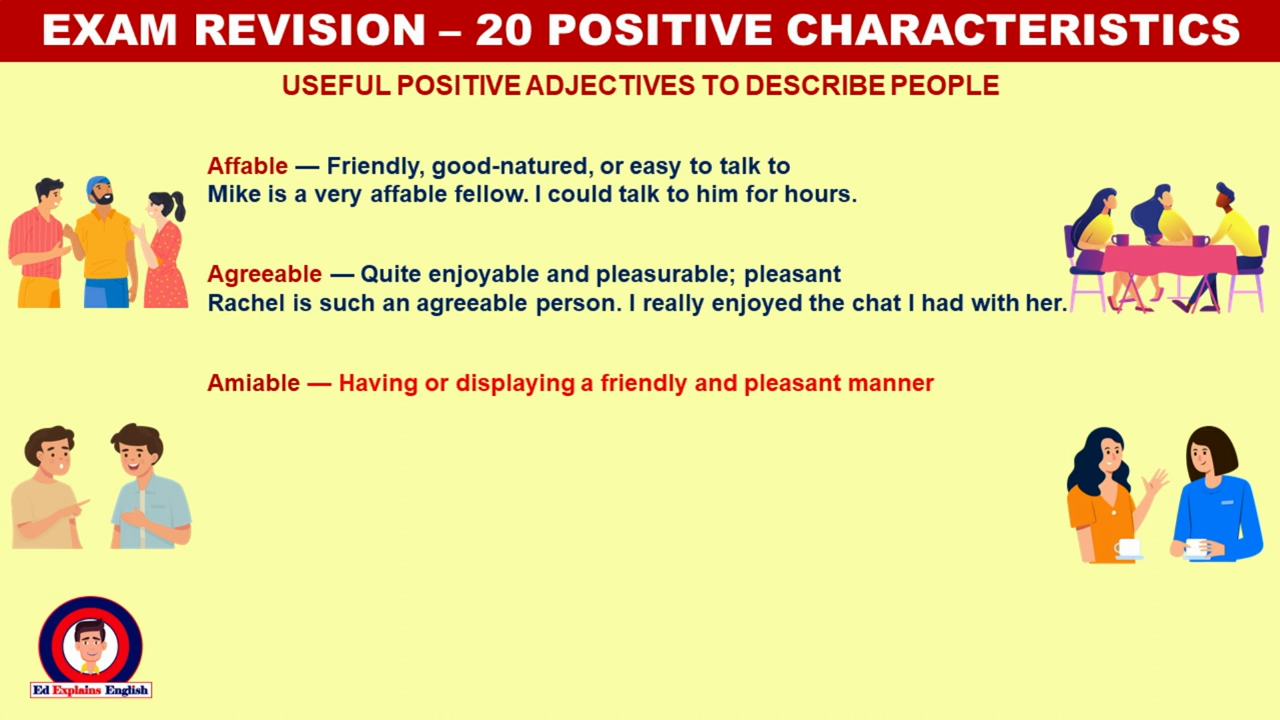 EXAM REVISION – 20 POSITIVE CHARACTERISTICS
USEFUL POSITIVE ADJECTIVES TO DESCRIBE PEOPLE
Affable — Friendly, good-natured, or easy to talk to
Mike is a very affable fellow. I could talk to him for hours.
Agreeable — Quite enjoyable and pleasurable; pleasant
Rachel is such an agreeable person. I really enjoyed the chat I had with her.
Amiable — Having or displaying a friendly and pleasant manner
Ed Explains English